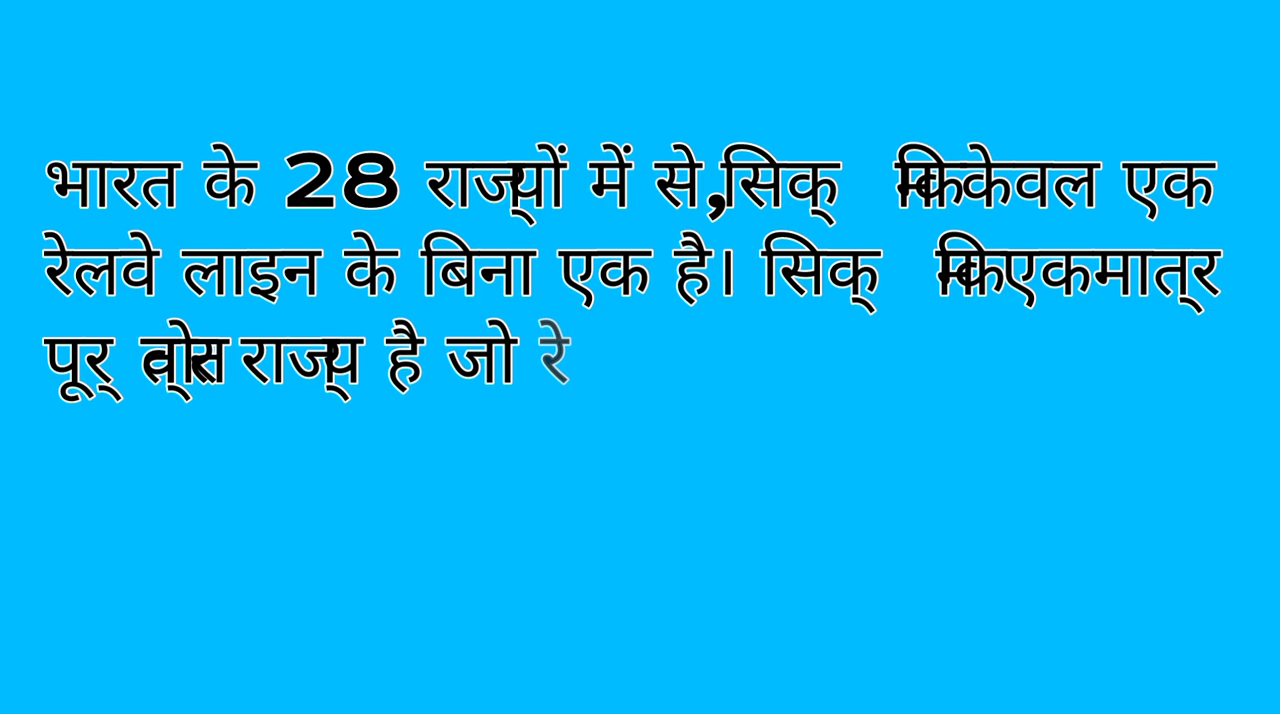 भारत के 28 राज्यों में से,सिक्किम केवल एक
रेलवे लाइन के बिना एक है। सिक्किम एकमात्र
पूर्वोत्तर राज्य है जो रे